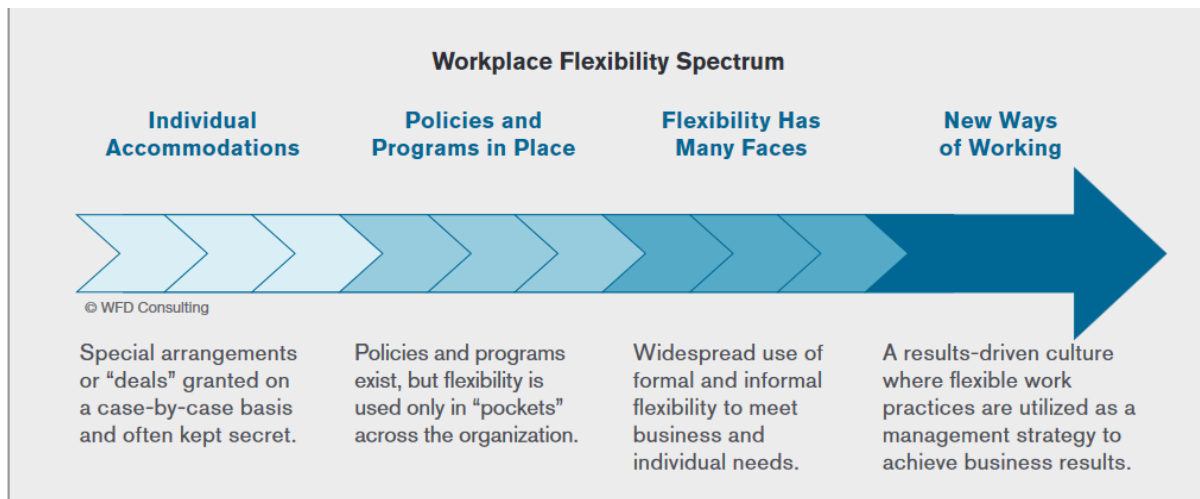 Workplace Flexibility Spectrum
Individual
Accommodations
Policies and
Programs in Place
Flexibility Has
Many Faces
New Ways
of Working
© WFD Consulting
Special arrangements
or “deals” granted on
a case-by-case basis
and often kept secret.
Policies and programs
exist, but flexibility is
used only in “pockets”
across the organization.
Widespread use of
formal and informal
flexibility to meet
business and
individual needs.
A results-driven culture
where flexible work
practices are utilized as a
management strategy to
achieve business results.